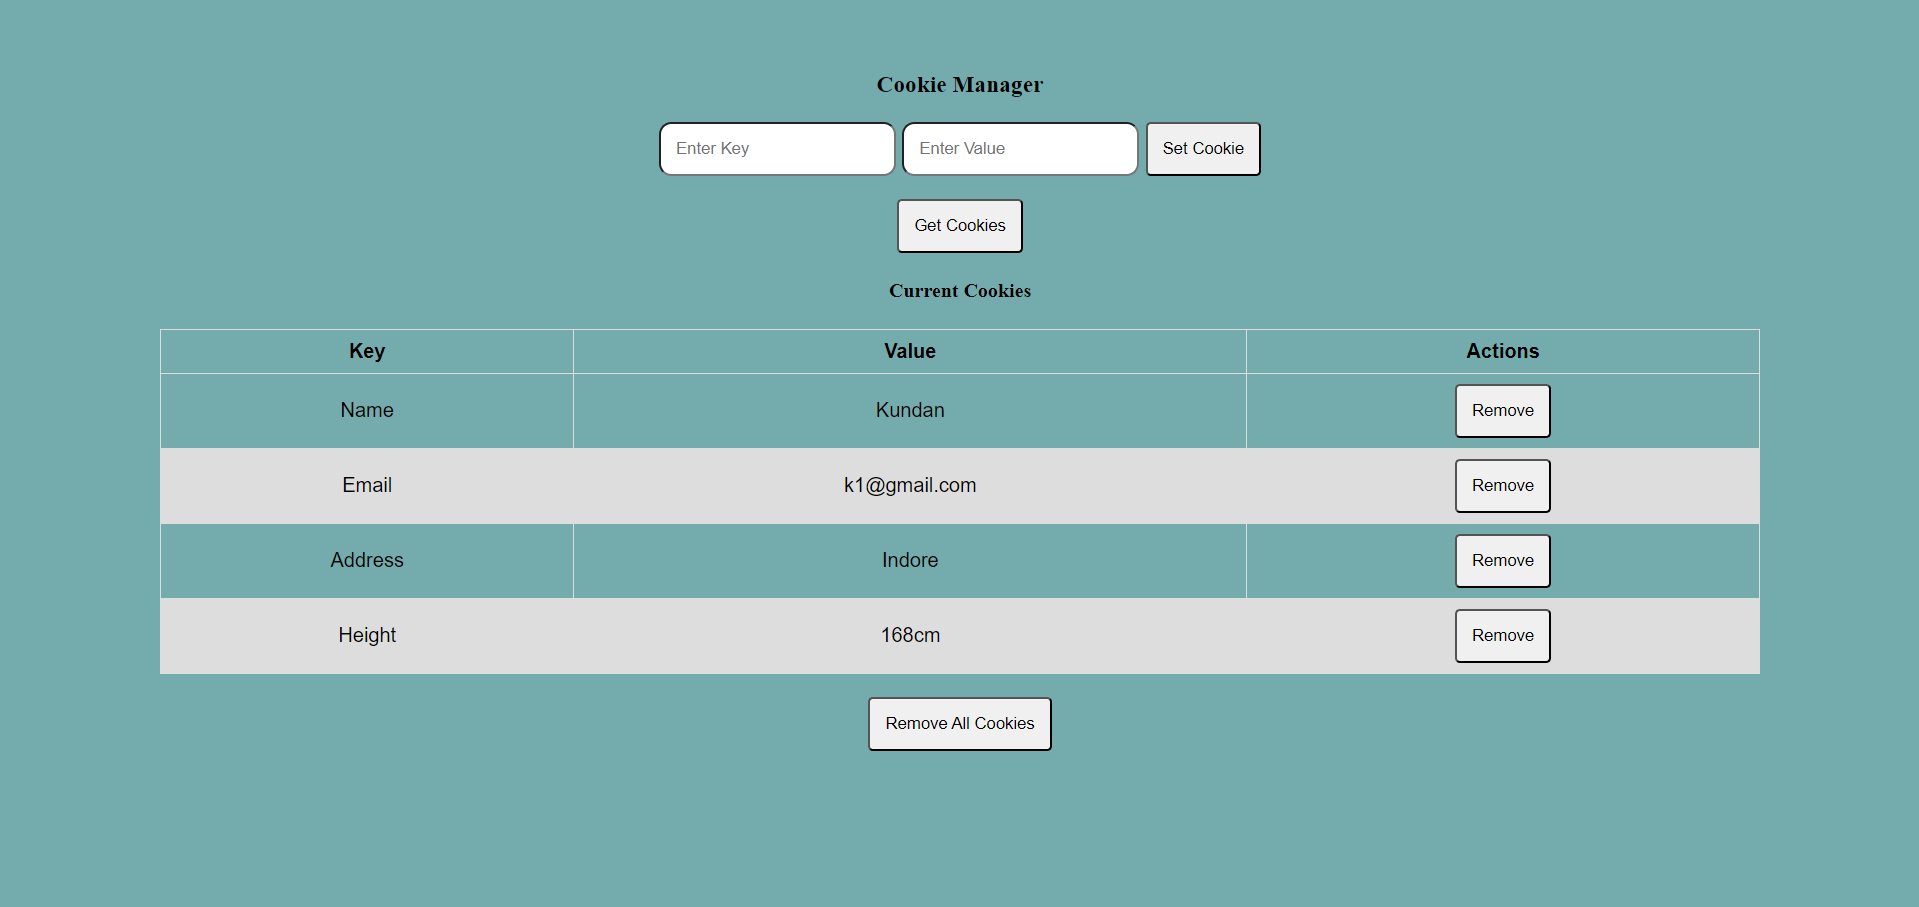 Cookie Manager
Enter Key Enter Value Set Cookie
Get Cookies
Current Cookies
Key Value Actions
Name Kundan Remove
Email k1@gmail.com Remove
Address Indore Remove
Height 168cm Remove
Remove All Cookies